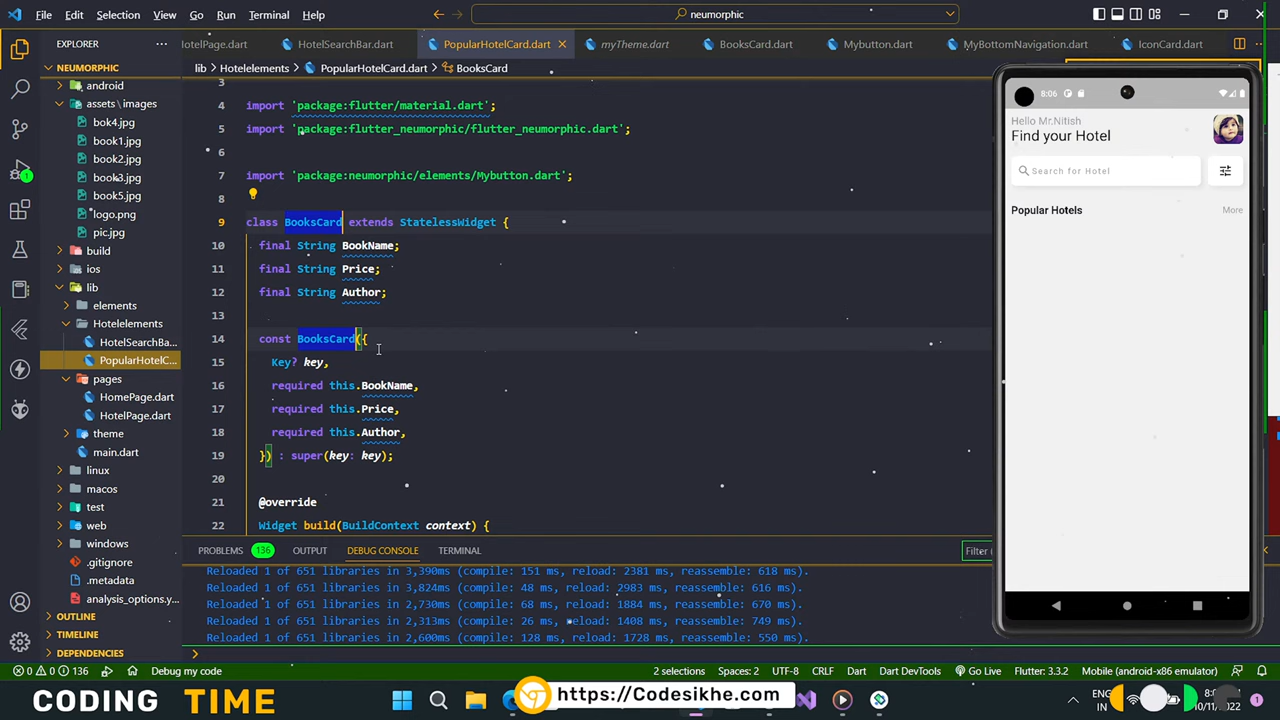 File Edit Selection View Go Run Terminal Help
neumorphic
EXPLORER
otelPage.dart HotelSearchBar.dart PopularHotelCard.dart myTheme.dart BooksCard.dart Mybutton.dart MyBottomNavigation.dart IconCard.dart
NEUMORPHIC
lib > Hotelelements > PopularHotelCard.dart > BooksCard
android
assets\images
bok4.jpg
book1.jpg
book2.jpg
book3.jpg
book5.jpg
logo.png
pic.jpg
build
ios
lib
elements
Hotelelements
HotelSearchBa...
PopularHotelC...
pages
HomePage.dart
HotelPage.dart
theme
main.dart
linux
macos
test
web
windows
.gitignore
.metadata
analysis_options.y...
OUTLINE
TIMELINE
DEPENDENCIES
3
4 import 'package:flutter/material.dart';
5 import 'package:flutter_neumorphic/flutter_neumorphic.dart';
6
7 import 'package:neumorphic/elements/Mybutton.dart';
8
9 class BooksCard extends StatelessWidget {
10 final String BookName;
11 final String Price;
12 final String Author;
13
14 const BooksCard({
15 Key? key,
16 required this.BookName,
17 required this.Price,
18 required this.Author,
19 }) : super(key: key);
20
21 @override
22 Widget build(BuildContext context) {
PROBLEMS 136 OUTPUT DEBUG CONSOLE TERMINAL
Filter
Reloaded 1 of 651 libraries in 3,390ms (compile: 151 ms, reload: 2381 ms, reassemble: 618 ms).
Reloaded 1 of 651 libraries in 3,824ms (compile: 48 ms, reload: 2983 ms, reassemble: 616 ms).
Reloaded 1 of 651 libraries in 2,730ms (compile: 68 ms, reload: 1884 ms, reassemble: 670 ms).
Reloaded 1 of 651 libraries in 2,313ms (compile: 26 ms, reload: 1408 ms, reassemble: 749 ms).
Reloaded 1 of 651 libraries in 2,600ms (compile: 128 ms, reload: 1728 ms, reassemble: 550 ms).
8:06
Hello Mr.Nitish
Find your Hotel
Search for Hotel
Popular Hotels More
0 0 136 Debug my code 2 selections Spaces: 2 UTF-8 CRLF Dart Dart DevTools Go Live Flutter: 3.3.2 Mobile (android-x86 emulator)
CODING TIME
https://Codesikhe.com
ENG
IN
10/11/2022